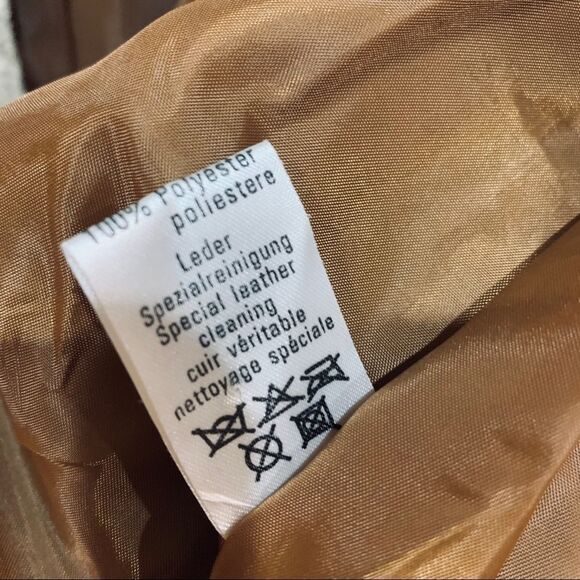 100% Polyester
poliestere
Leder
Spezialreinigung
Special leather
cleaning
cuir véritable
nettoyage spéciale